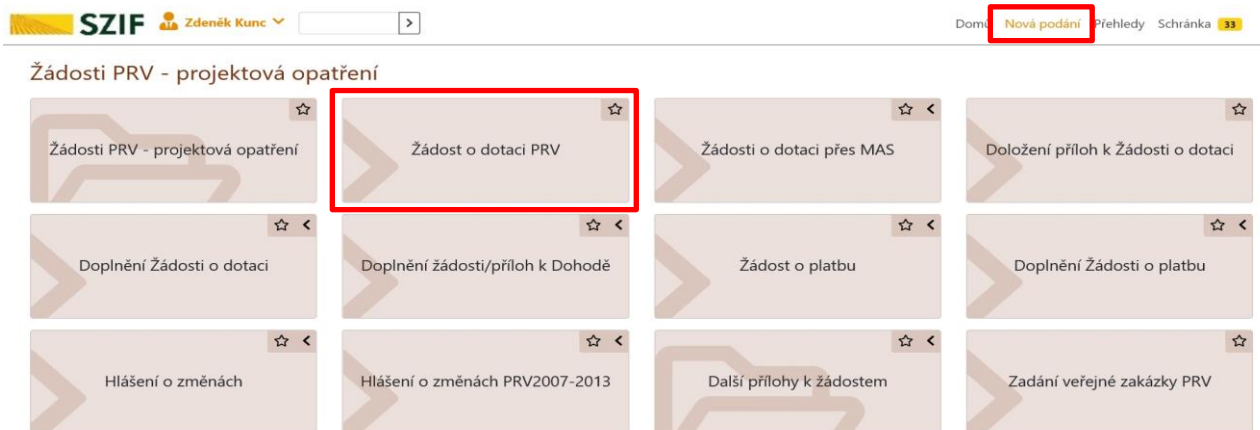 SZIF Zdeněk Kunc Domů Nová podání Přehledy Schránka 33
Žádosti PRV - projektová opatření
Žádosti PRV - projektová opatření Žádost o dotaci PRV Žádosti o dotaci přes MAS Doložení příloh k Žádosti o dotaci
Doplnění Žádosti o dotaci Doplnění žádosti/příloh k Dohodě Žádost o platbu Doplnění Žádosti o platbu
Hlášení o změnách Hlášení o změnách PRV2007-2013 Další přílohy k žádostem Zadání veřejné zakázky PRV